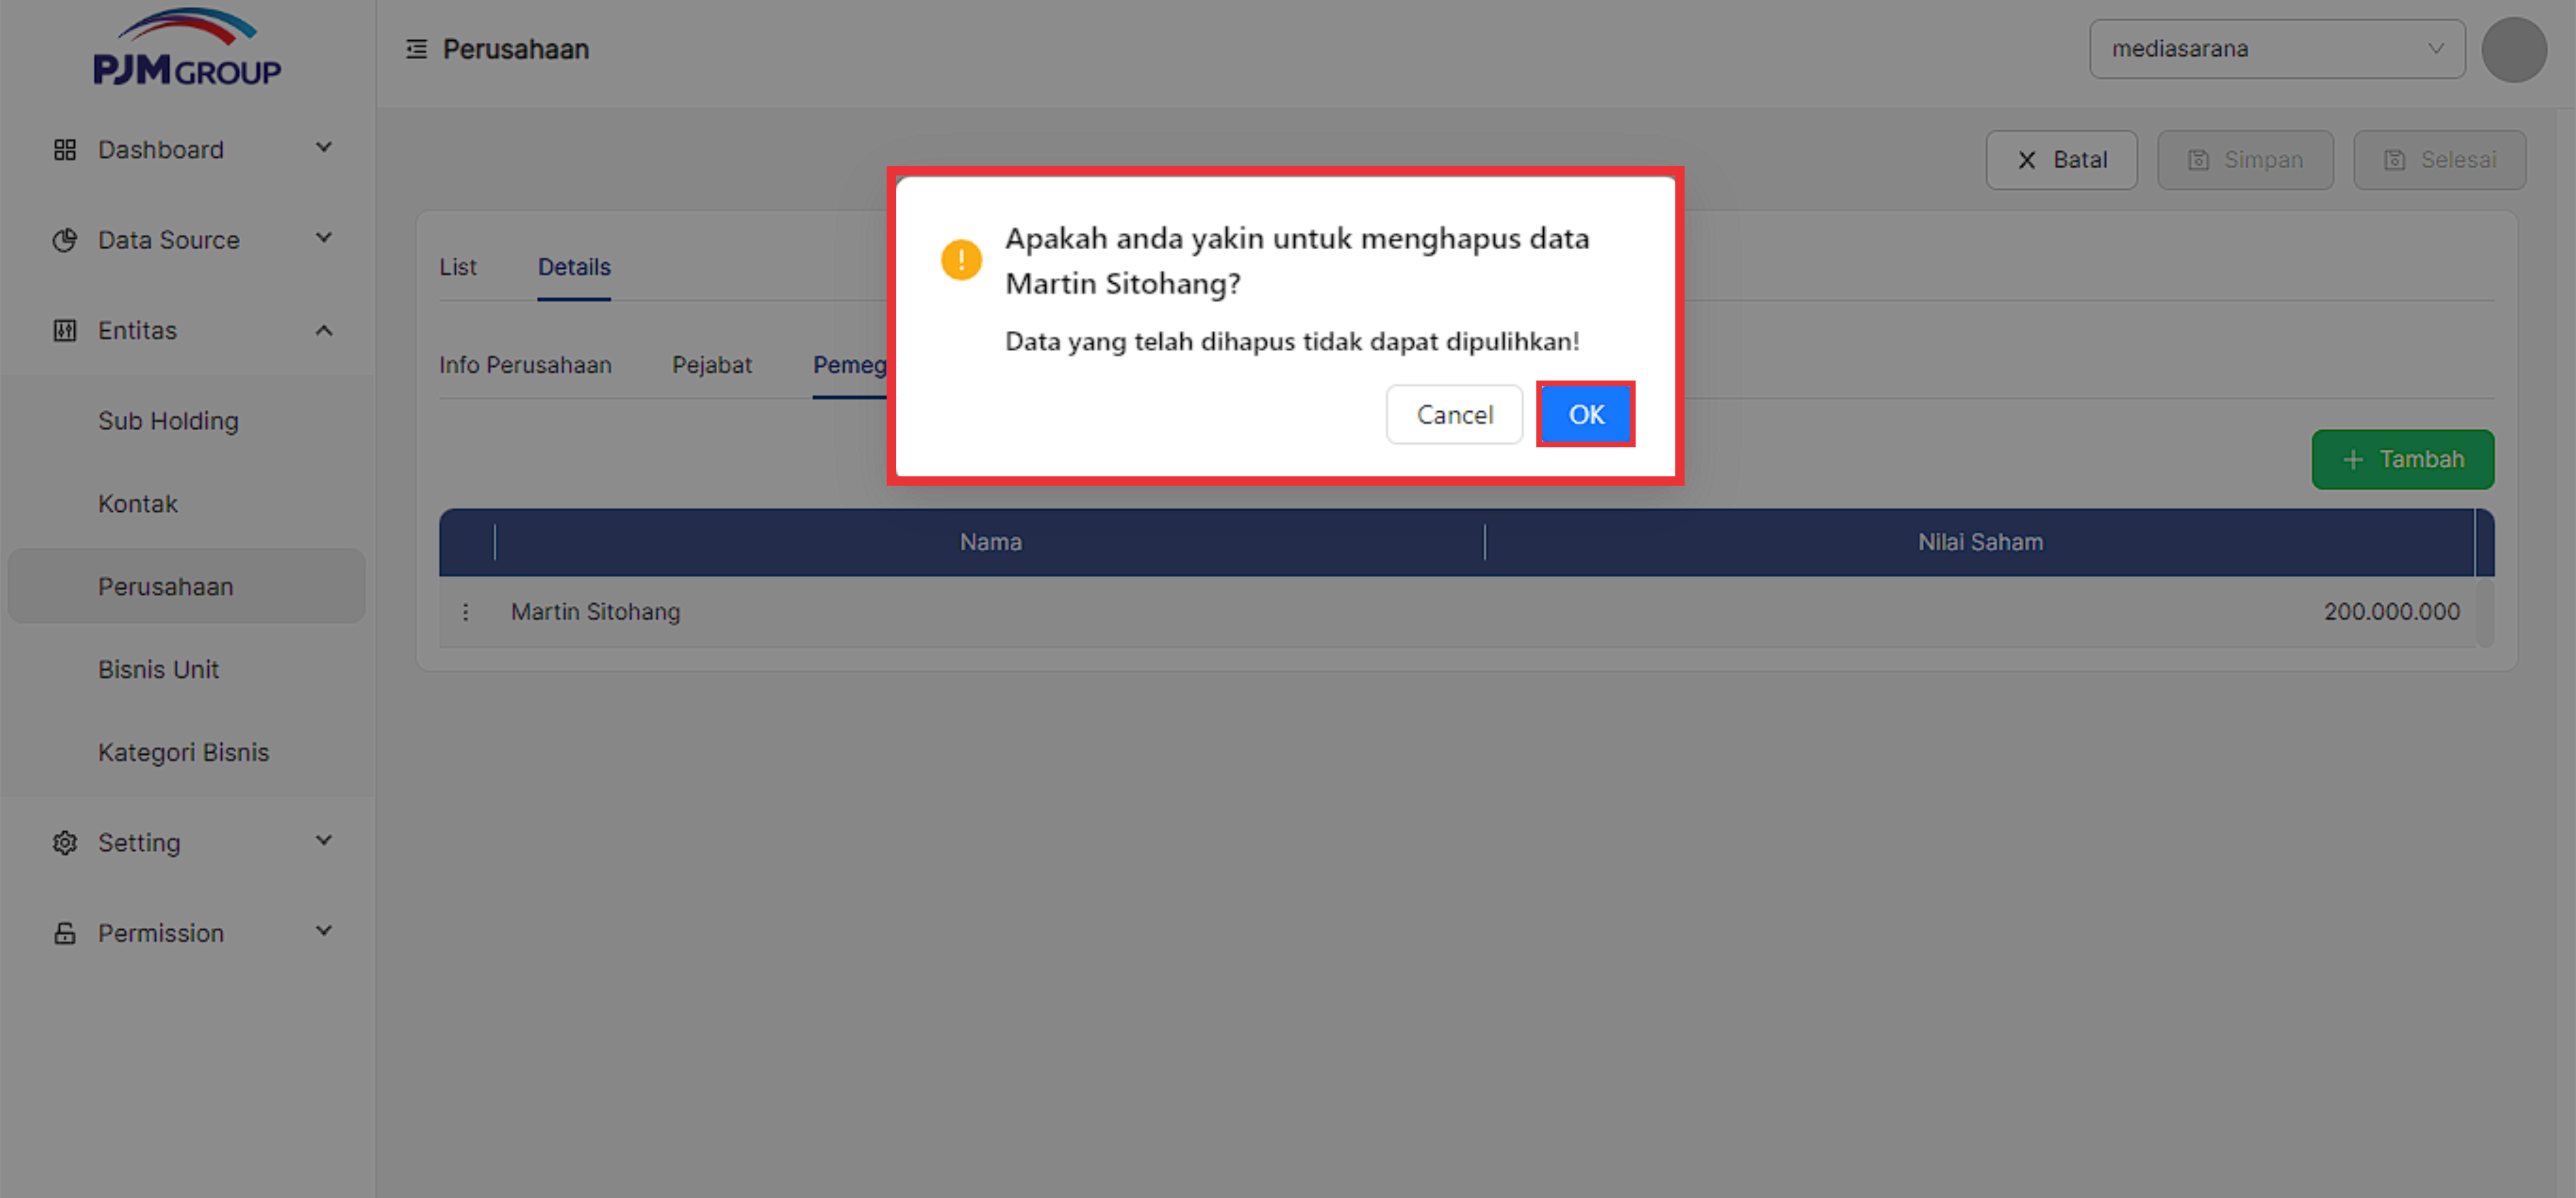 PJM GROUP
Perusahaan
mediasarana
Dashboard
Data Source
Entitas
Sub Holding
Kontak
Perusahaan
Bisnis Unit
Kategori Bisnis
Setting
Permission
Batal
Simpan
Selesai
List
Details
Info Perusahaan
Pejabat
Pemeg
Apakah anda yakin untuk menghapus data
Martin Sitohang?
Data yang telah dihapus tidak dapat dipulihkan!
Cancel
OK
Tambah
Nama
Nilai Saham
Martin Sitohang
200.000.000